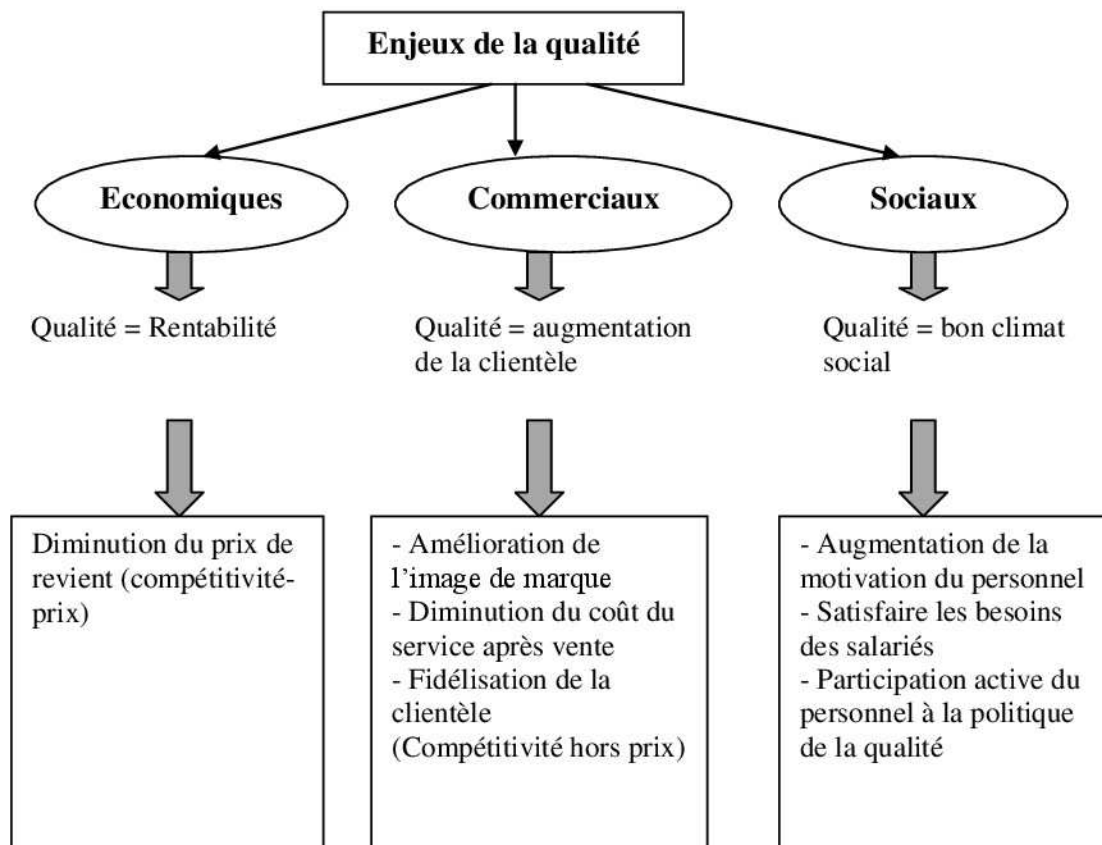 Enjeux de la qualité
Economiques
Commerciaux
Sociaux
Qualité = Rentabilité
Qualité = augmentation
de la clientèle
Qualité = bon climat
social
Diminution du prix de
revient (compétitivité-
prix)
- Amélioration de
l'image de marque
- Diminution du coût du
service après vente
- Fidélisation de la
clientèle
(Compétitivité hors prix)
- Augmentation de la
motivation du personnel
- Satisfaire les besoins
des salariés
- Participation active du
personnel à la politique
de la qualité